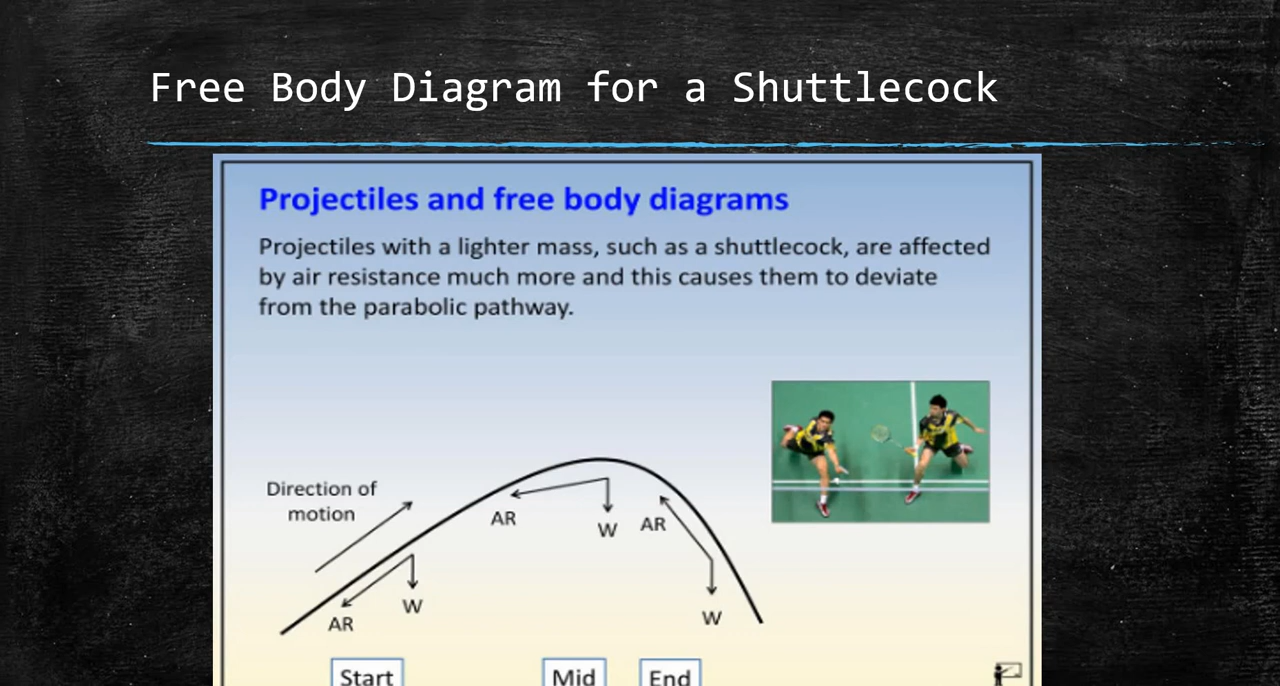 Free Body Diagram for a Shuttlecock
Projectiles and free body diagrams
Projectiles with a lighter mass, such as a shuttlecock, are affected
by air resistance much more and this causes them to deviate
from the parabolic pathway.
Direction of
motion
AR
W
AR
W
AR
W
Start
Mid
End